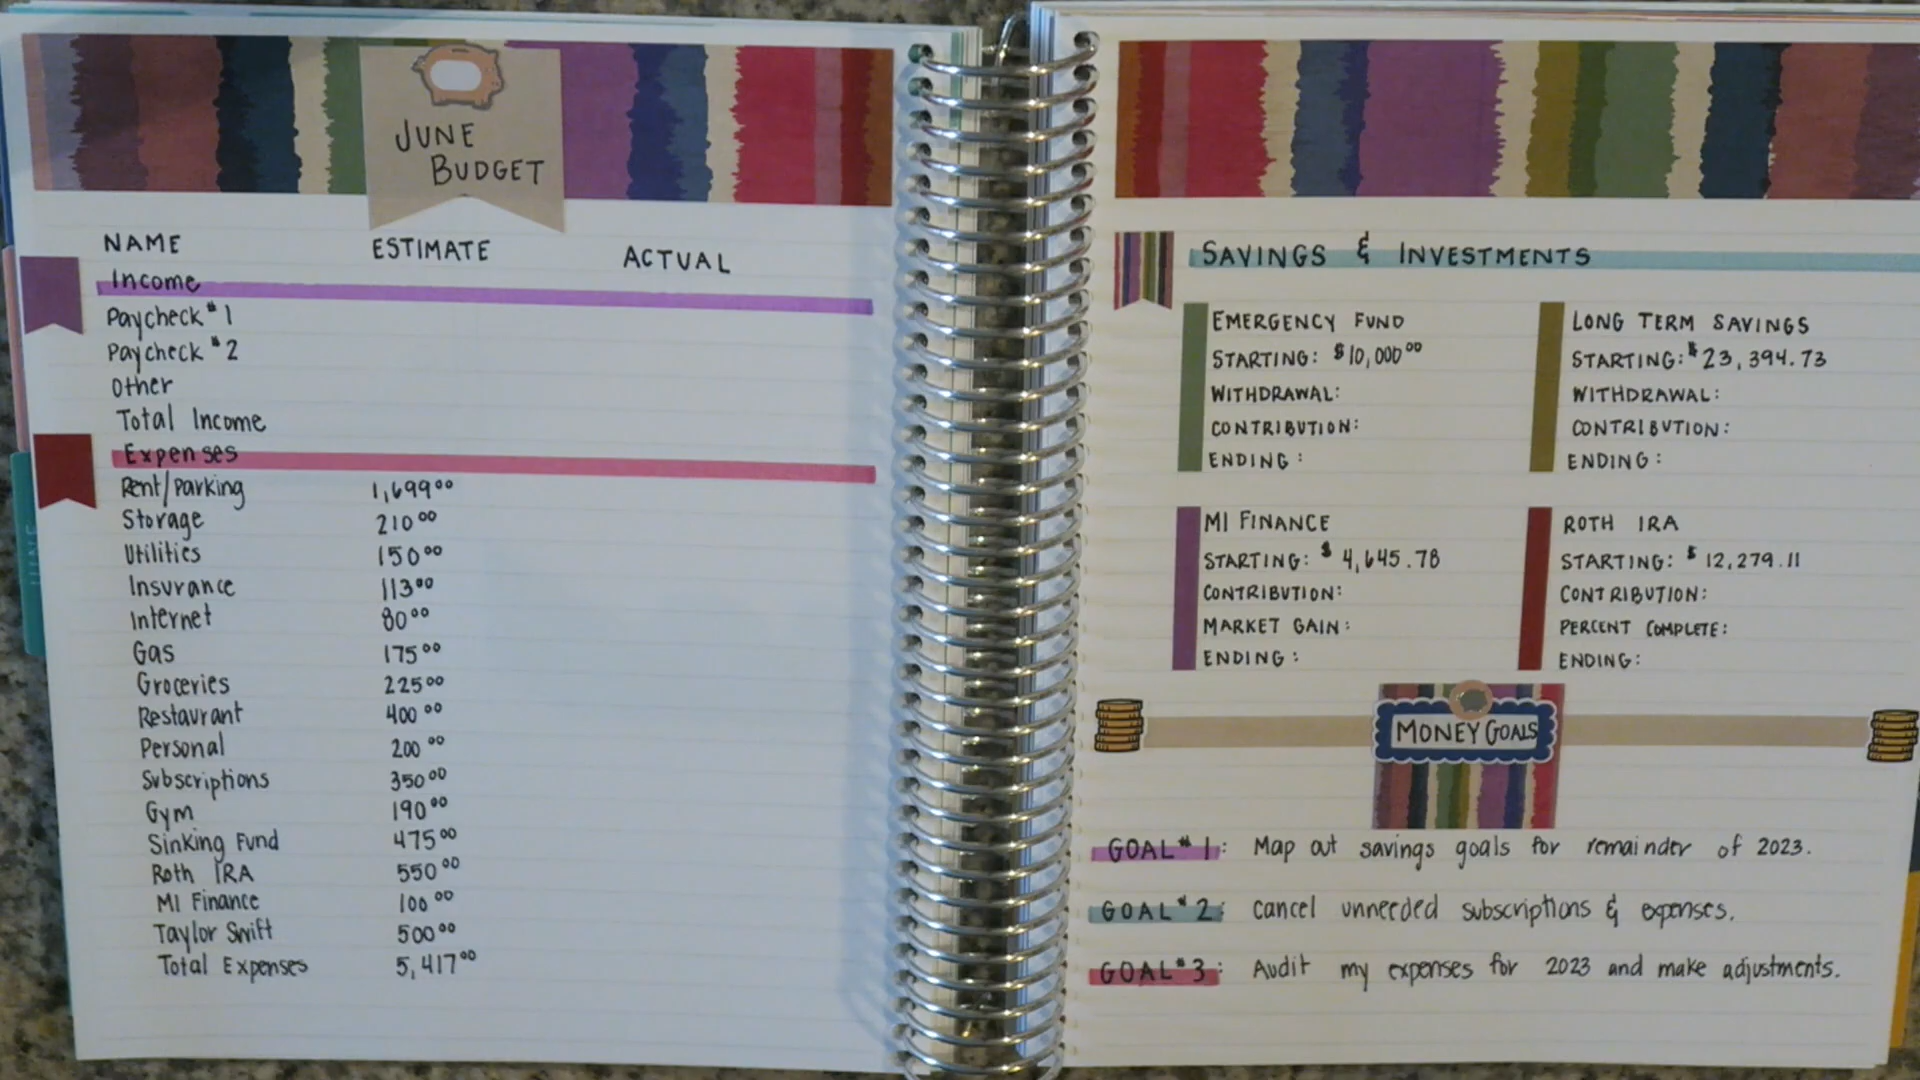 JUNE
BUDGET
NAME ESTIMATE ACTUAL
Income
Paycheck #1
Paycheck #2
Other
Total Income
Expenses
Rent/Parking 1,699.00
Storage 210.00
Utilities 150.00
Insurance 113.00
Internet 80.00
Gas 175.00
Groceries 225.00
Restaurant 400.00
Personal 200.00
Subscriptions 350.00
Gym 190.00
Sinking Fund 475.00
Roth IRA 550.00
M1 Finance 100.00
Taylor Swift 500.00
Total Expenses 5,417.00
JUNE
SAVINGS & INVESTMENTS
EMERGENCY FUND
STARTING: $10,000.00
WITHDRAWAL:
CONTRIBUTION:
ENDING:
LONG TERM SAVINGS
STARTING: $23,394.73
WITHDRAWAL:
CONTRIBUTION:
ENDING:
M1 FINANCE
STARTING: $4,645.78
CONTRIBUTION:
MARKET GAIN:
ENDING:
ROTH IRA
STARTING: $12,279.11
CONTRIBUTION:
PERCENT COMPLETE:
ENDING:
MONEY GOALS
GOAL #1: Map out savings goals for remainder of 2023.
GOAL #2: Cancel unneeded subscriptions & expenses.
GOAL #3: Audit my expenses for 2023 and make adjustments.